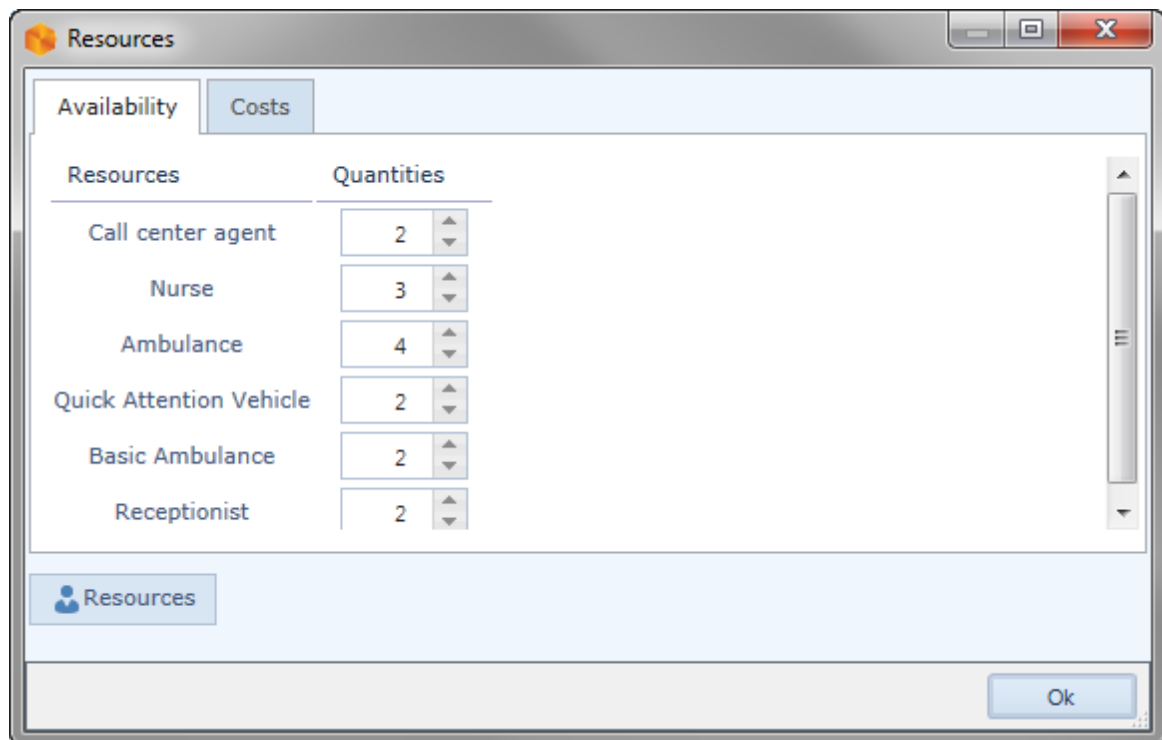 Resources
Availability Costs
Resources Quantities
Call center agent 2
Nurse 3
Ambulance 4
Quick Attention Vehicle 2
Basic Ambulance 2
Receptionist 2
Resources
Ok